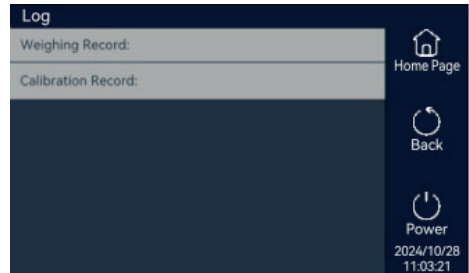 Log
Weighing Record:
Calibration Record:
Home Page
Back
Power
2024/10/28
11:03:21